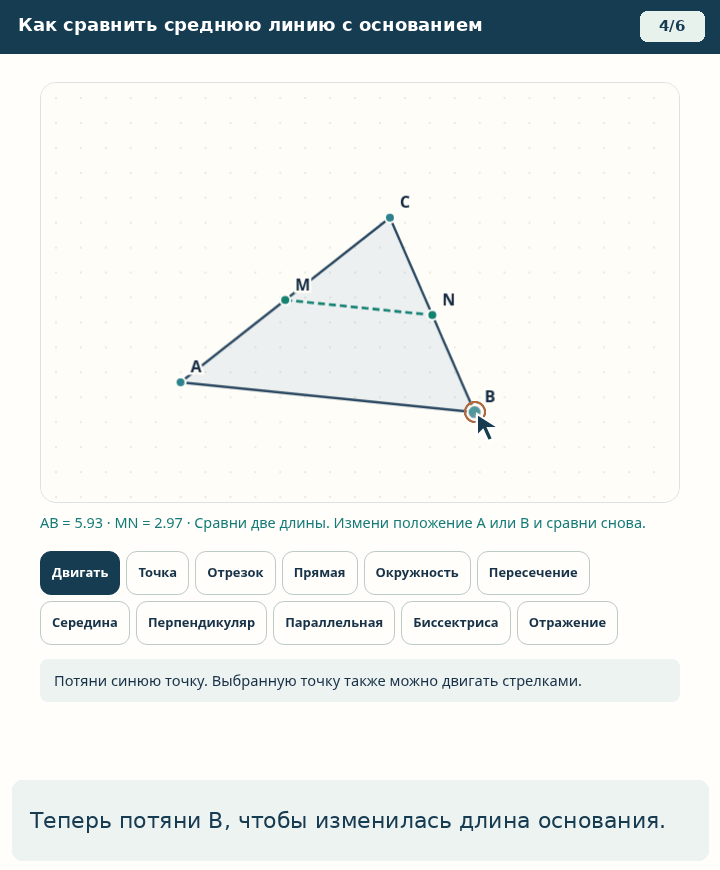 Как сравнить среднюю линию с основанием
4/6
C
M
N
A
B
AB = 5.93 · MN = 2.97 · Сравни две длины. Измени положение A или B и сравни снова.
Двигать
Точка
Отрезок
Прямая
Окружность
Пересечение
Середина
Перпендикуляр
Параллельная
Биссектриса
Отражение
Потяни синюю точку. Выбранную точку также можно двигать стрелками.
Теперь потяни B, чтобы изменилась длина основания.